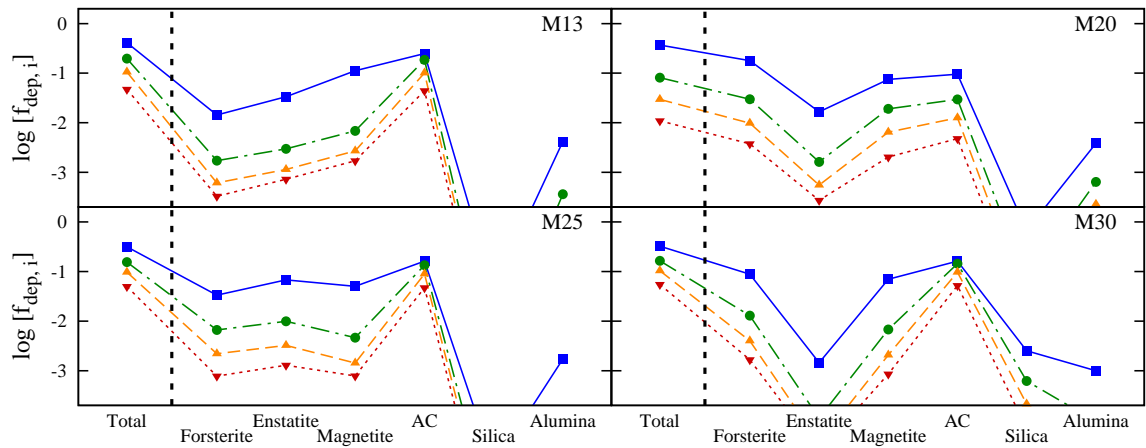 0
-1
-2
-3
log [f_dep, i]
M13
M20
0
-1
-2
-3
log [f_dep, i]
M25
M30
Total
Forsterite
Enstatite
Magnetite
AC
Silica
Alumina
Total
Forsterite
Enstatite
Magnetite
AC
Silica
Alumina